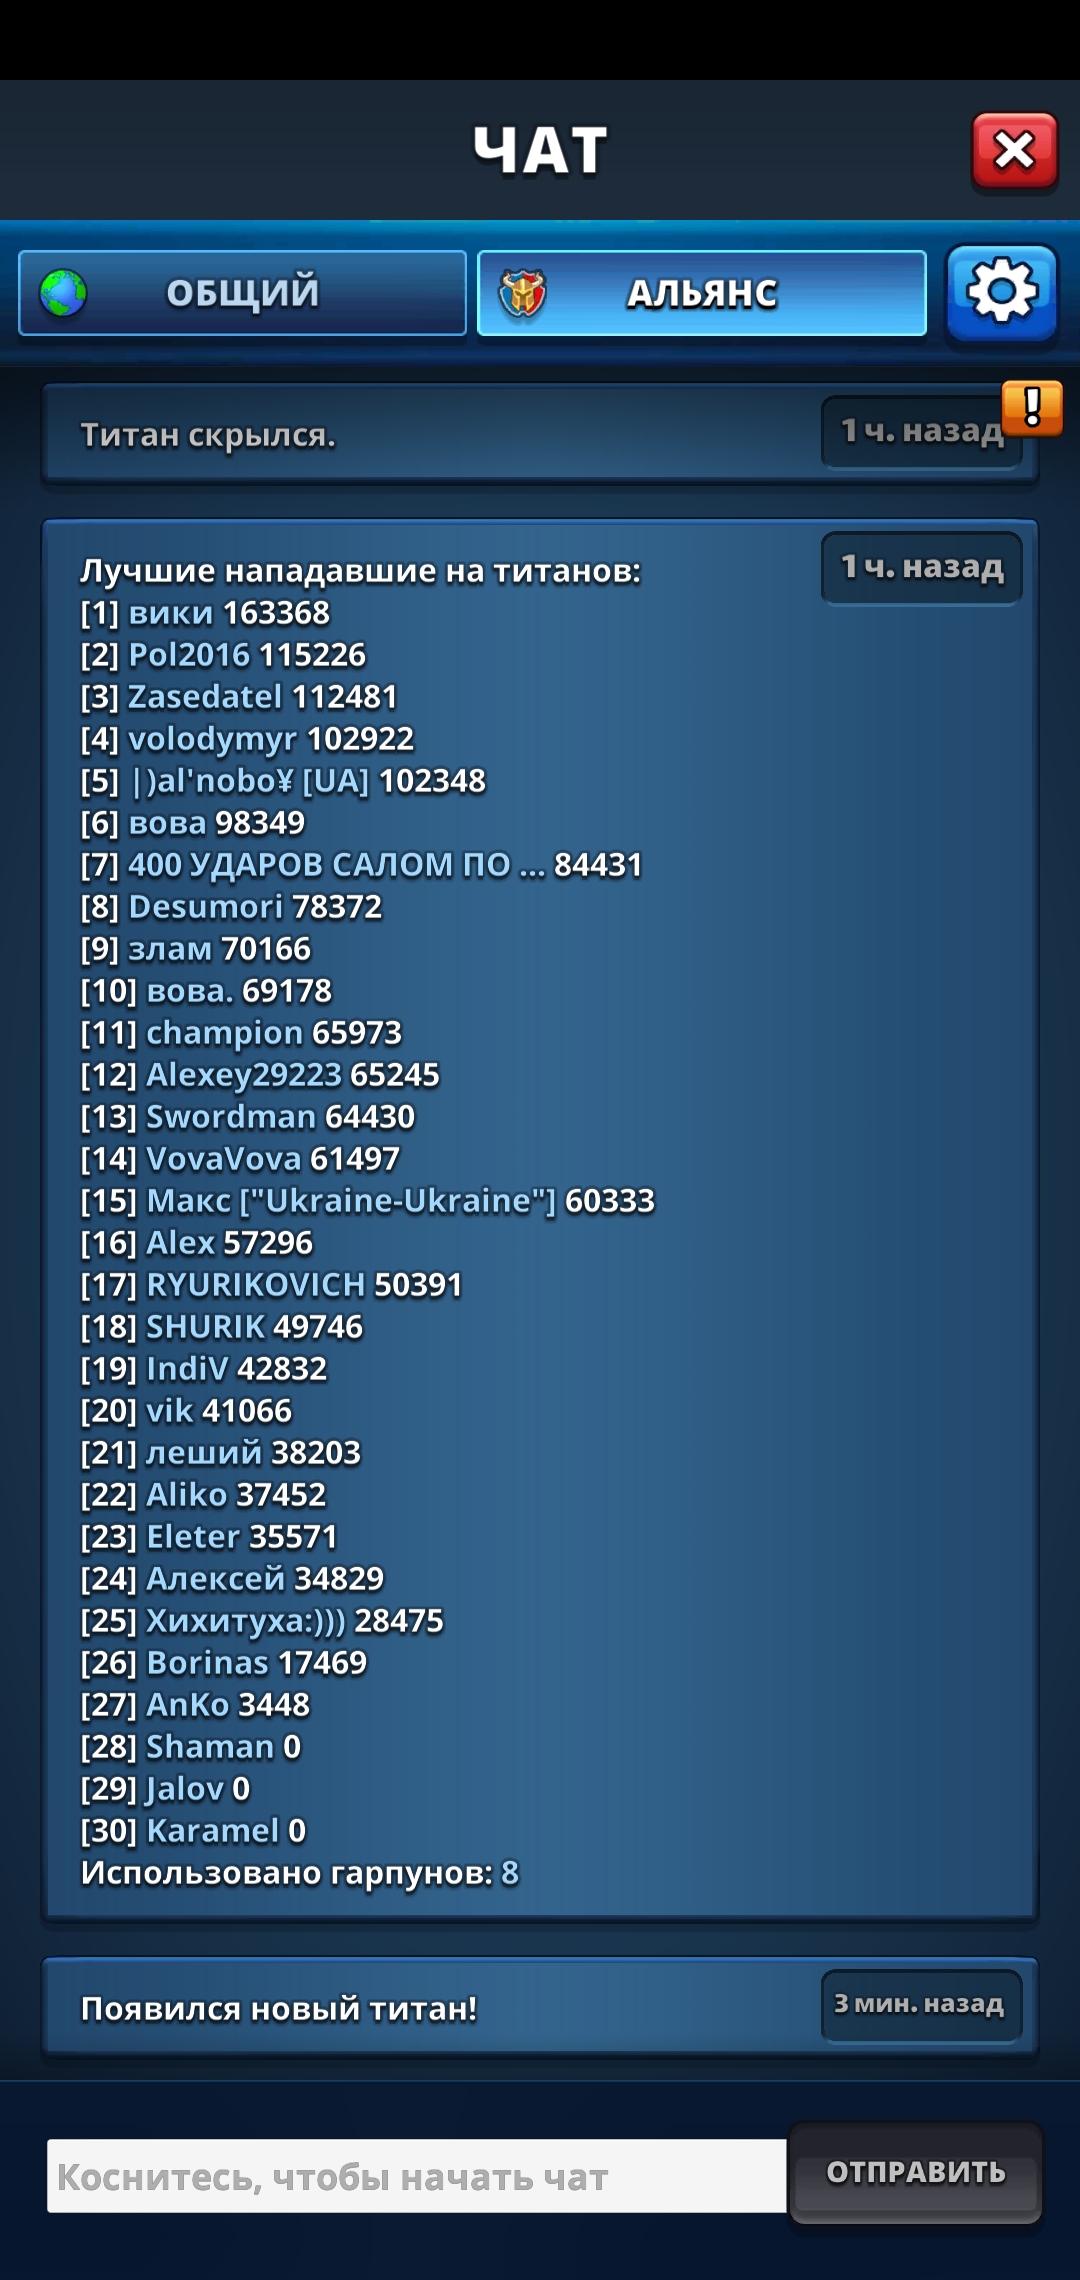 ЧАТ
ОБЩИЙ
АЛЬЯНС
Титан скрылся.
1 ч. назад
!
Лучшие нападавшие на титанов:
1 ч. назад
[1] вики 163368
[2] Pol2016 115226
[3] Zasedatel 112481
[4] volodymyr 102922
[5] |)al'nobo¥ [UA] 102348
[6] вова 98349
[7] 400 УДАРОВ САЛОМ ПО ... 84431
[8] Desumori 78372
[9] злам 70166
[10] вова. 69178
[11] champion 65973
[12] Alexey29223 65245
[13] Swordman 64430
[14] VovaVova 61497
[15] Макс ["Ukraine-Ukraine"] 60333
[16] Alex 57296
[17] RYURIKOVICH 50391
[18] SHURIK 49746
[19] IndiV 42832
[20] vik 41066
[21] леший 38203
[22] Aliko 37452
[23] Eleter 35571
[24] Алексей 34829
[25] Хихитуха:))) 28475
[26] Borinas 17469
[27] AnKo 3448
[28] Shaman 0
[29] Jalov 0
[30] Karamel 0
Использовано гарпунов: 8
Появился новый титан!
3 мин. назад
Коснитесь, чтобы начать чат
ОТПРАВИТЬ